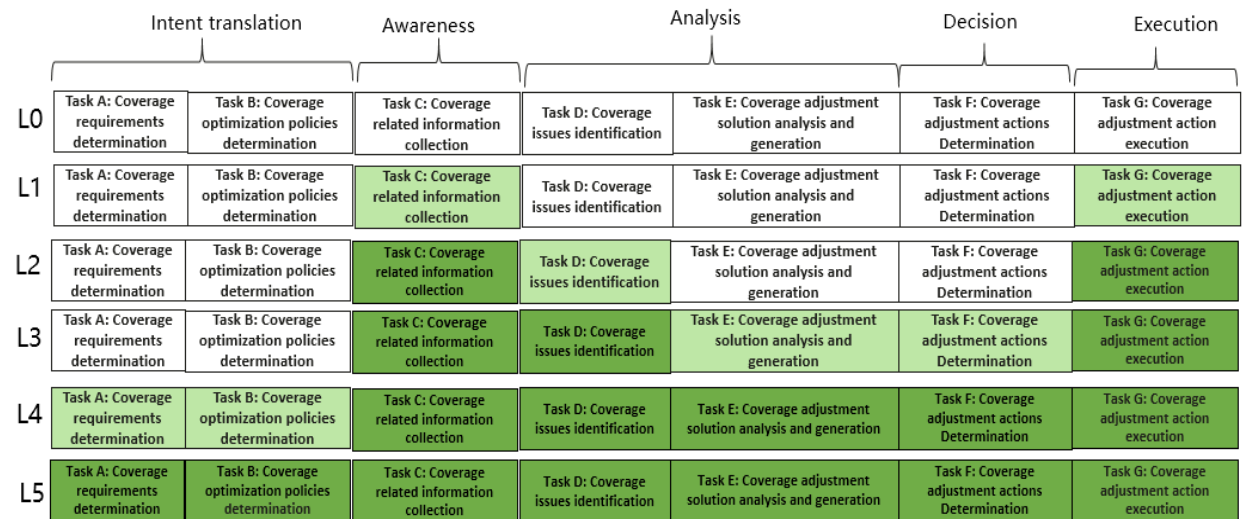 Intent translation
Awareness
Analysis
Decision
Execution
L0
Task A: Coverage
requirements
determination
Task B: Coverage
optimization policies
determination
Task C: Coverage
related information
collection
Task D: Coverage
issues identification
Task E: Coverage adjustment
solution analysis and
generation
Task F: Coverage
adjustment actions
Determination
Task G: Coverage
adjustment action
execution
L1
Task A: Coverage
requirements
determination
Task B: Coverage
optimization policies
determination
Task C: Coverage
related information
collection
Task D: Coverage
issues identification
Task E: Coverage adjustment
solution analysis and
generation
Task F: Coverage
adjustment actions
Determination
Task G: Coverage
adjustment action
execution
L2
Task A: Coverage
requirements
determination
Task B: Coverage
optimization policies
determination
Task C: Coverage
related information
collection
Task D: Coverage
issues identification
Task E: Coverage adjustment
solution analysis and
generation
Task F: Coverage
adjustment actions
Determination
Task G: Coverage
adjustment action
execution
L3
Task A: Coverage
requirements
determination
Task B: Coverage
optimization policies
determination
Task C: Coverage
related information
collection
Task D: Coverage
issues identification
Task E: Coverage adjustment
solution analysis and
generation
Task F: Coverage
adjustment actions
Determination
Task G: Coverage
adjustment action
execution
L4
Task A: Coverage
requirements
determination
Task B: Coverage
optimization policies
determination
Task C: Coverage
related information
collection
Task D: Coverage
issues identification
Task E: Coverage adjustment
solution analysis and generation
Task F: Coverage
adjustment actions
Determination
Task G: Coverage
adjustment action
execution
L5
Task A: Coverage
requirements
determination
Task B: Coverage
optimization policies
determination
Task C: Coverage
related information
collection
Task D: Coverage
issues identification
Task E: Coverage adjustment
solution analysis and generation
Task F: Coverage
adjustment actions
Determination
Task G: Coverage
adjustment action
execution